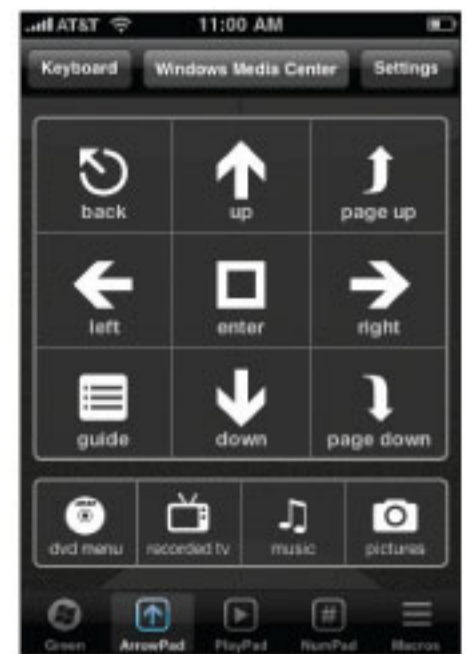 AT&T 11:00 AM
Keyboard Windows Media Center Settings
back up page up
left enter right
guide down page down
dvd menu recorded tv music pictures
Green ArrowPad PlayPad NumPad Macros